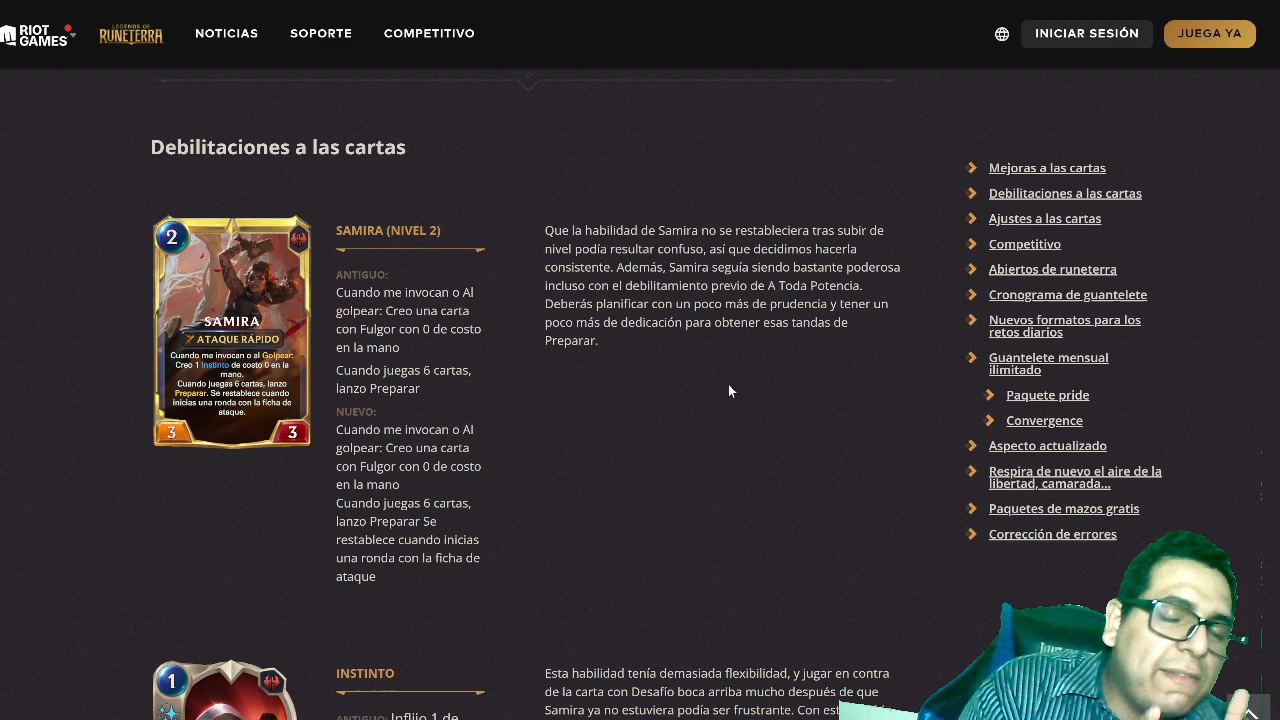 RIOT GAMES
LEGENDS OF RUNETERRA
NOTICIAS
SOPORTE
COMPETITIVO
INICIAR SESIÓN
JUEGA YA
Debilitaciones a las cartas
2
SAMIRA
ATAQUE RÁPIDO
Cuando me invocan o al Golpear:
Creo 1 Instinto de costo 0 en la
mano.
Cuando juegas 6 cartas, lanzo
Preparar. Se restablece cuando
inicias una ronda con la ficha de
ataque.
3
3
SAMIRA (NIVEL 2)
ANTIGUO:
Cuando me invocan o Al
golpear: Creo una carta
con Fulgor con 0 de costo
en la mano
Cuando juegas 6 cartas,
lanzo Preparar
NUEVO:
Cuando me invocan o Al
golpear: Creo una carta
con Fulgor con 0 de costo
en la mano
Cuando juegas 6 cartas,
lanzo Preparar Se
restablece cuando inicias
una ronda con la ficha de
ataque
Que la habilidad de Samira no se restableciera tras subir de
nivel podía resultar confuso, así que decidimos hacerla
consistente. Además, Samira seguía siendo bastante poderosa
incluso con el debilitamiento previo de A Toda Potencia.
Deberás planificar con un poco más de prudencia y tener un
poco más de dedicación para obtener esas tandas de
Preparar.
Mejoras a las cartas
Debilitaciones a las cartas
Ajustes a las cartas
Competitivo
Abiertos de runeterra
Cronograma de guantelete
Nuevos formatos para los
retos diarios
Guantelete mensual
ilimitado
Paquete pride
Convergence
Aspecto actualizado
Respira de nuevo el aire de la
libertad, camarada...
Paquetes de mazos gratis
Corrección de errores
1
INSTINTO
ANTIGUO: Inflijo 1 de
Esta habilidad tenía demasiada flexibilidad, y jugar en contra
de la carta con Desafío boca arriba mucho después de que
Samira ya no estuviera podía ser frustrante. Con